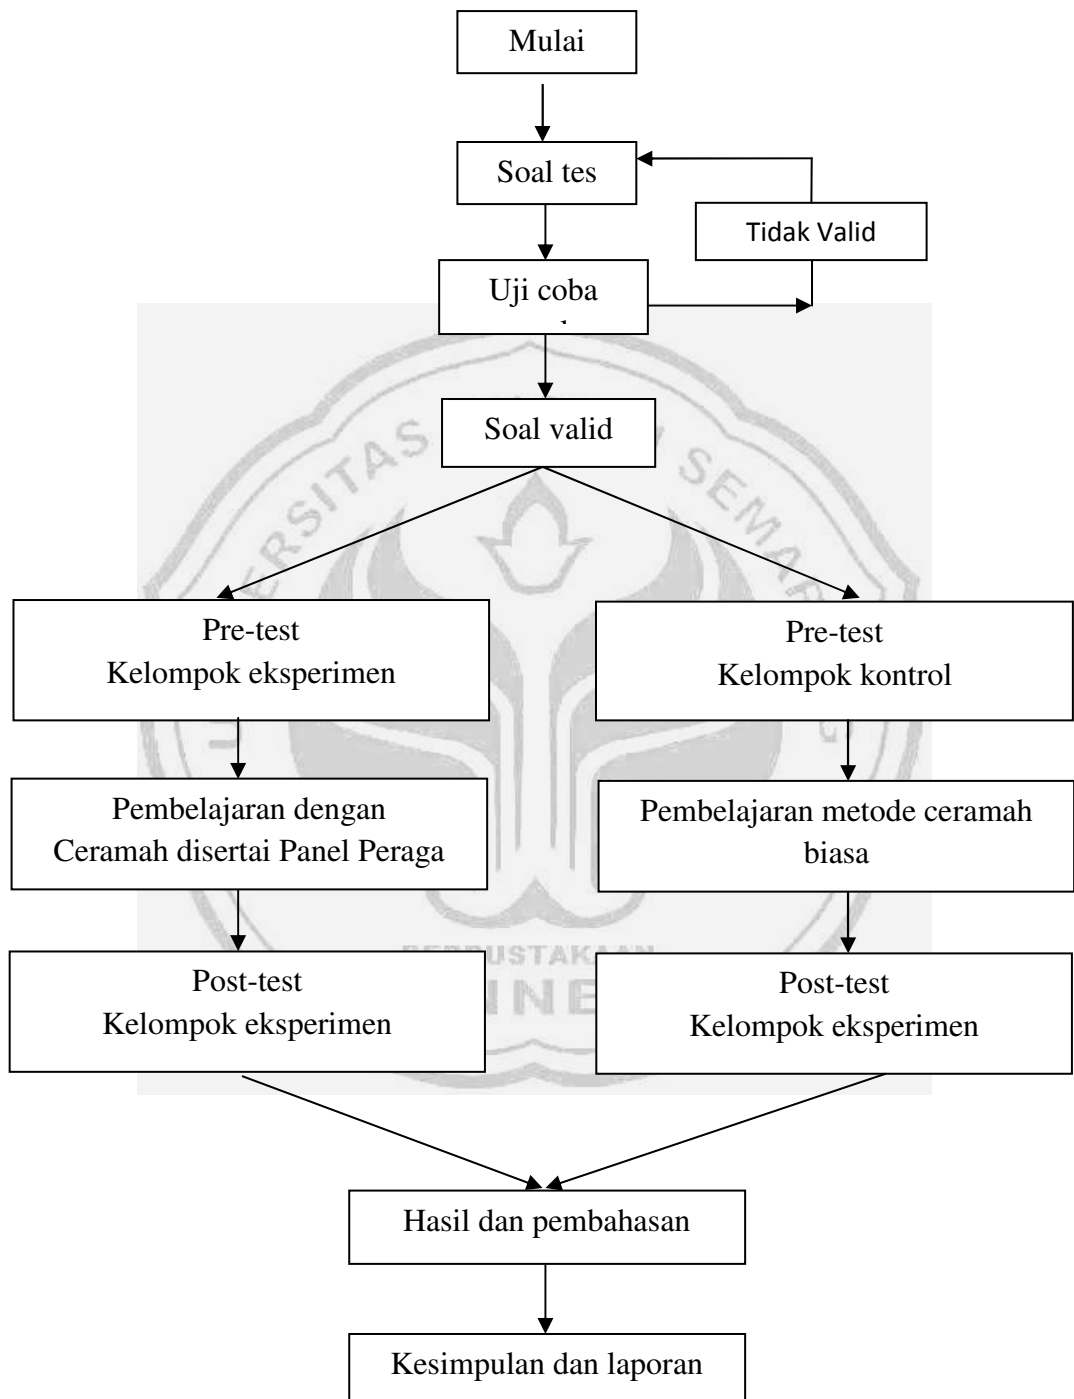 Mulai
Soal tes
Tidak Valid
Uji coba
Soal valid
Pre-test
Kelompok eksperimen
Pre-test
Kelompok kontrol
Pembelajaran dengan
Ceramah disertai Panel Peraga
Pembelajaran metode ceramah
biasa
Post-test
Kelompok eksperimen
Post-test
Kelompok eksperimen
Hasil dan pembahasan
Kesimpulan dan laporan